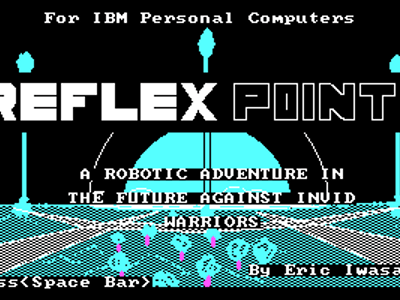 For IBM Personal Computers
REFLEX POINT
A ROBOTIC ADVENTURE IN
THE FUTURE AGAINST INVID
WARRIORS
By Eric Iwasa
ss<Space Bar>